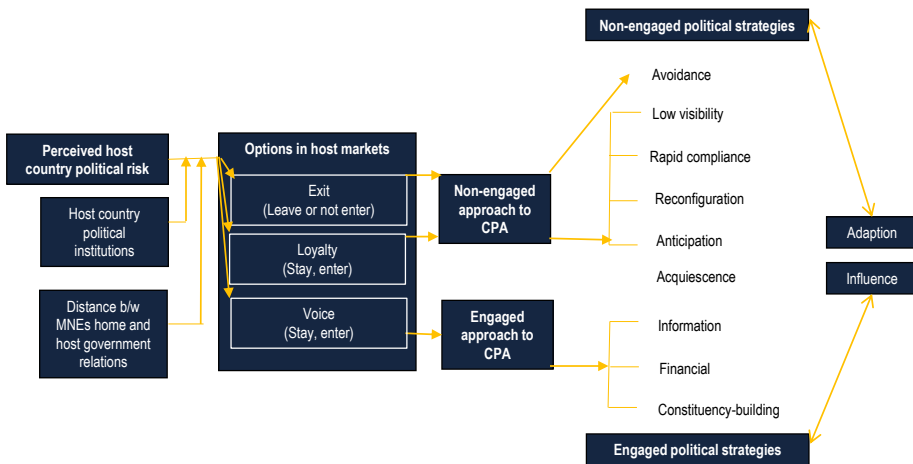 Non-engaged political strategies
Avoidance
Low visibility
Perceived host
country political risk
Options in host markets
Rapid compliance
Exit
(Leave or not enter)
Non-engaged
approach to
CPA
Reconfiguration
Host country
political
institutions
Loyalty
(Stay, enter)
Anticipation
Adaption
Acquiescence
Influence
Distance b/w
MNEs home and
host government
relations
Voice
(Stay, enter)
Engaged
approach to
CPA
Information
Financial
Constituency-building
Engaged political strategies